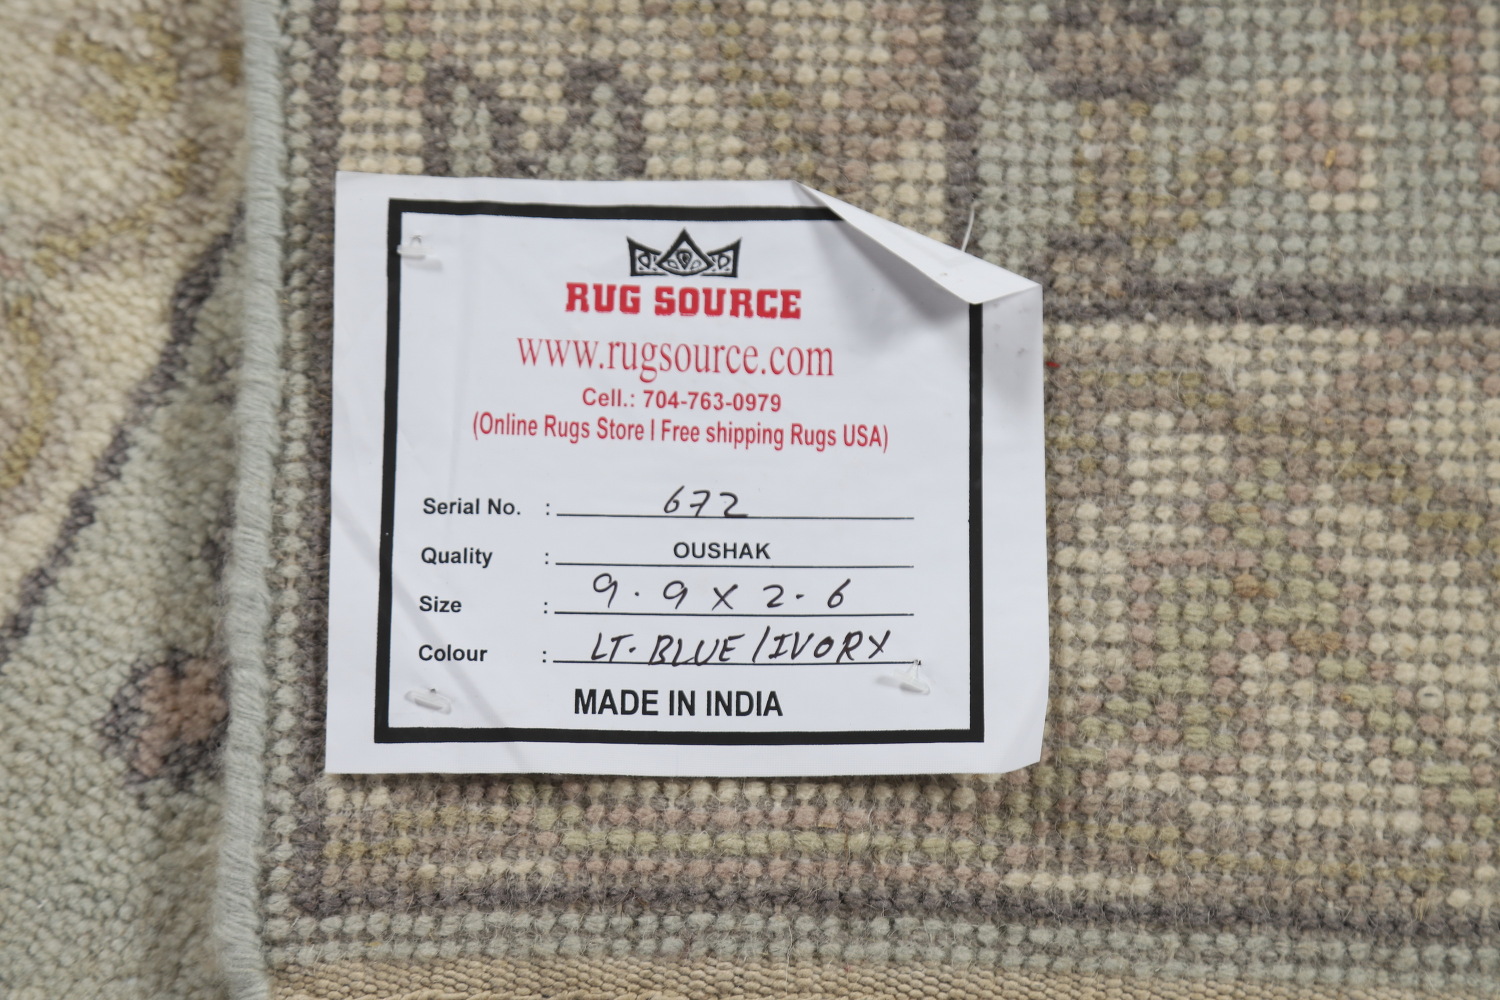 RUG SOURCE
www.rugsource.com
Cell.: 704-763-0979
(Online Rugs Store I Free shipping Rugs USA)
Serial No. : 672
Quality : OUSHAK
Size : 9.9 X 2.6
Colour : LT. BLUE / IVORY
MADE IN INDIA